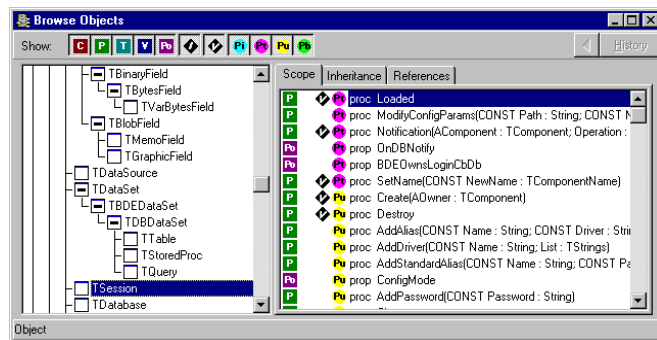 Browse Objects
Show: C P T V Pb Pi Pt Pu Pb History
TBinaryField
TBytesField
TVarBytesField
TBlobField
TMemoField
TGraphicField
TDataSource
TDataSet
TBDEDataSet
TDBDataSet
TTable
TStoredProc
TQuery
TSession
TDatabase
Scope Inheritance References
P Pt proc Loaded
P Pt proc ModifyConfigParams(CONST Path : String; CONST N
P Pt proc Notification(AComponent : TComponent; Operation :
Pb Pt prop OnDBNotify
Pb Pt prop BDEOwnsLoginCbDb
P Pt proc SetName(CONST NewName : TComponentName)
P Pu proc Create(AOwner : TComponent)
P Pu proc Destroy
P Pu proc AddAlias(CONST Name : String; CONST Driver : Stri
P Pu proc AddDriver(CONST Name : String; List : TStrings)
P Pu proc AddStandardAlias(CONST Name : String; CONST Pa
Pb Pu prop ConfigMode
P Pu proc AddPassword(CONST Password : String)
Object